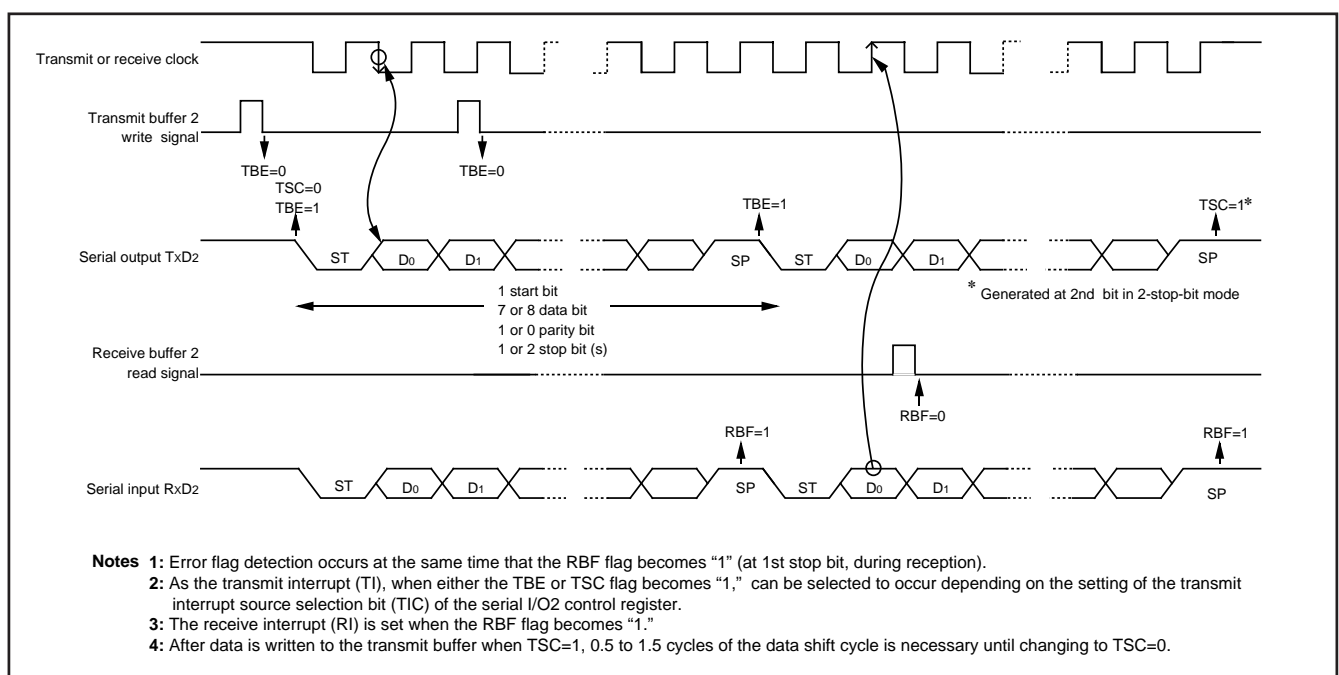 Transmit or receive clock
Transmit buffer 2
write signal
TBE=0
TSC=0
TBE=1
TBE=0
TBE=1
TSC=1*
Serial output TxD2
ST
D0
D1
SP
ST
D0
D1
SP
* Generated at 2nd bit in 2-stop-bit mode
1 start bit
7 or 8 data bit
1 or 0 parity bit
1 or 2 stop bit (s)
Receive buffer 2
read signal
RBF=0
RBF=1
RBF=1
Serial input RxD2
ST
D0
D1
SP
ST
D0
D1
SP
Notes 1: Error flag detection occurs at the same time that the RBF flag becomes “1” (at 1st stop bit, during reception).
2: As the transmit interrupt (TI), when either the TBE or TSC flag becomes “1,” can be selected to occur depending on the setting of the transmit
interrupt source selection bit (TIC) of the serial I/O2 control register.
3: The receive interrupt (RI) is set when the RBF flag becomes “1.”
4: After data is written to the transmit buffer when TSC=1, 0.5 to 1.5 cycles of the data shift cycle is necessary until changing to TSC=0.